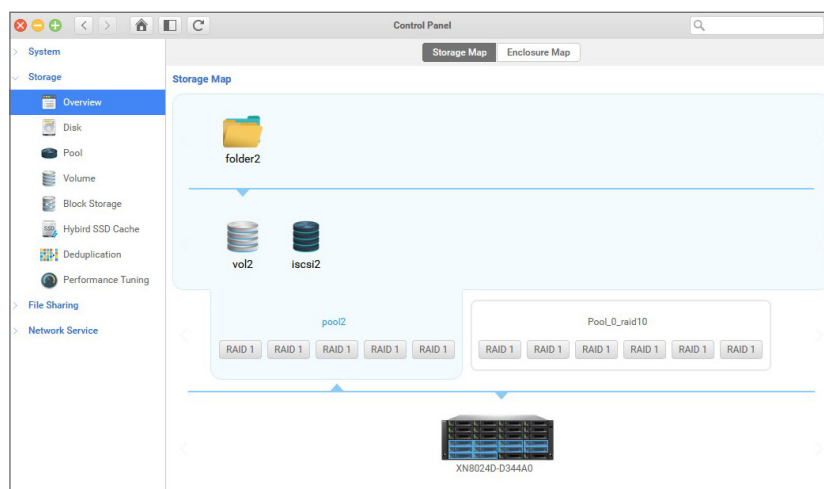 Control Panel
System
Storage
Overview
Disk
Pool
Volume
Block Storage
Hybird SSD Cache
SSD
Deduplication
Performance Tuning
File Sharing
Network Service
Storage Map
Enclosure Map
Storage Map
folder2
vol2
iscsi2
pool2
RAID 1
RAID 1
RAID 1
RAID 1
RAID 1
Pool_0_raid10
RAID 1
RAID 1
RAID 1
RAID 1
RAID 1
RAID 1
XN8024D-D344A0